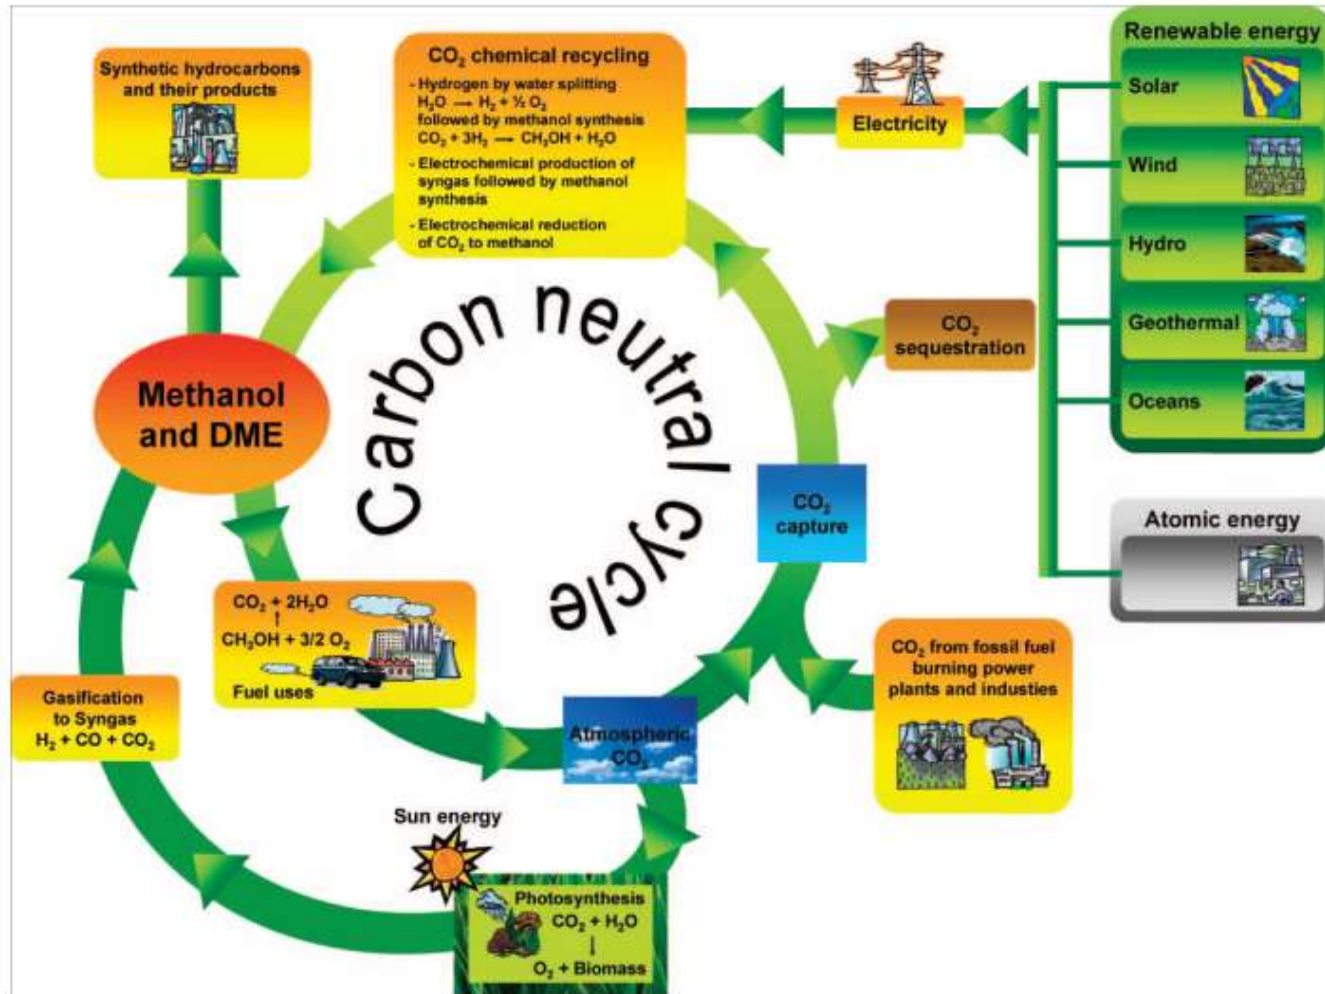 Synthetic hydrocarbons
and their products
CO₂ chemical recycling
- Hydrogen by water splitting
H₂O → H₂ + ½ O₂
followed by methanol synthesis
CO₂ + 3H₂ → CH₃OH + H₂O
- Electrochemical production of
syngas followed by methanol
synthesis
- Electrochemical reduction
of CO₂ to methanol
Electricity
Renewable energy
Solar
Wind
Hydro
Geothermal
Oceans
Atomic energy
CO₂
sequestration
Methanol
and DME
Carbon neutral cycle
CO₂
capture
CO₂ + 2H₂O
↑
CH₃OH + 3/2 O₂
Fuel uses
Gasification
to Syngas
H₂ + CO + CO₂
Atmospheric
CO₂
CO₂ from fossil fuel
burning power
plants and industies
Sun energy
Photosynthesis
CO₂ + H₂O
↓
O₂ + Biomass